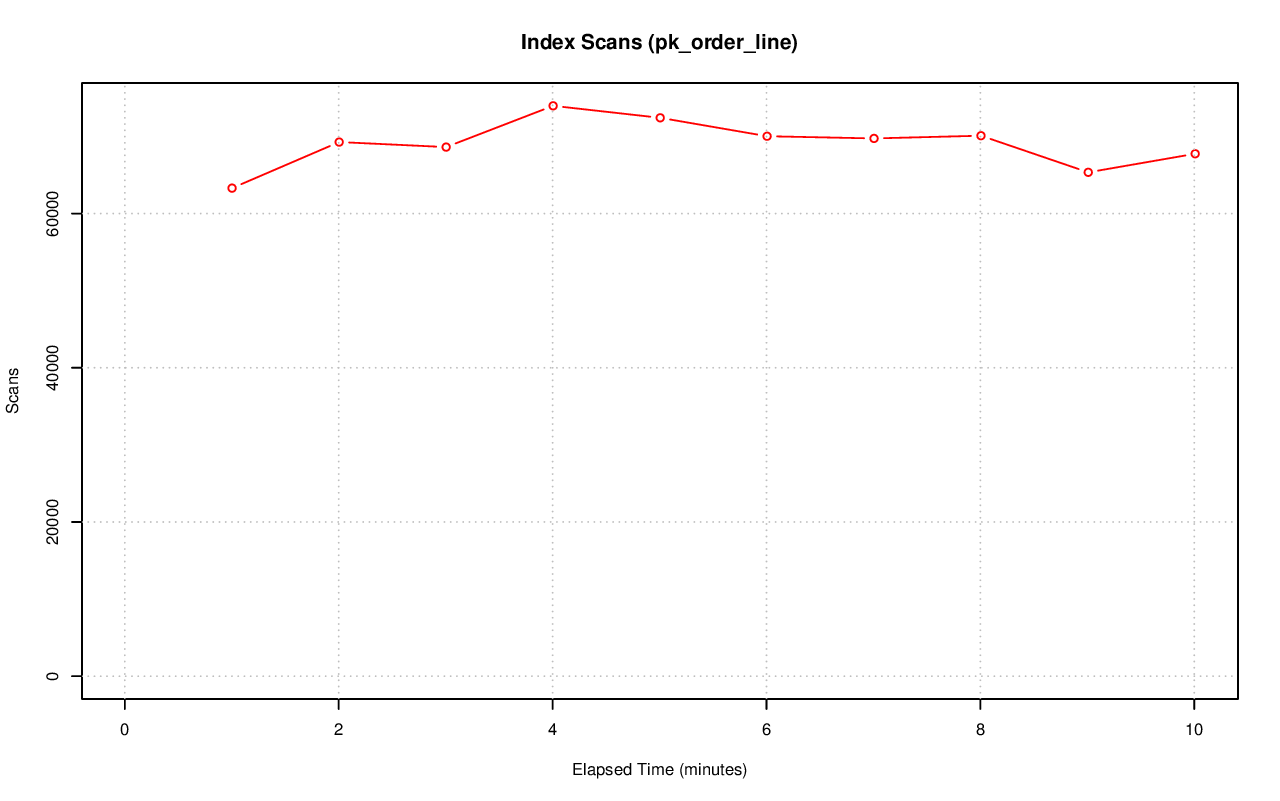 Index Scans (pk_order_line)
Scans
60000
40000
20000
0
0 2 4 6 8 10
Elapsed Time (minutes)